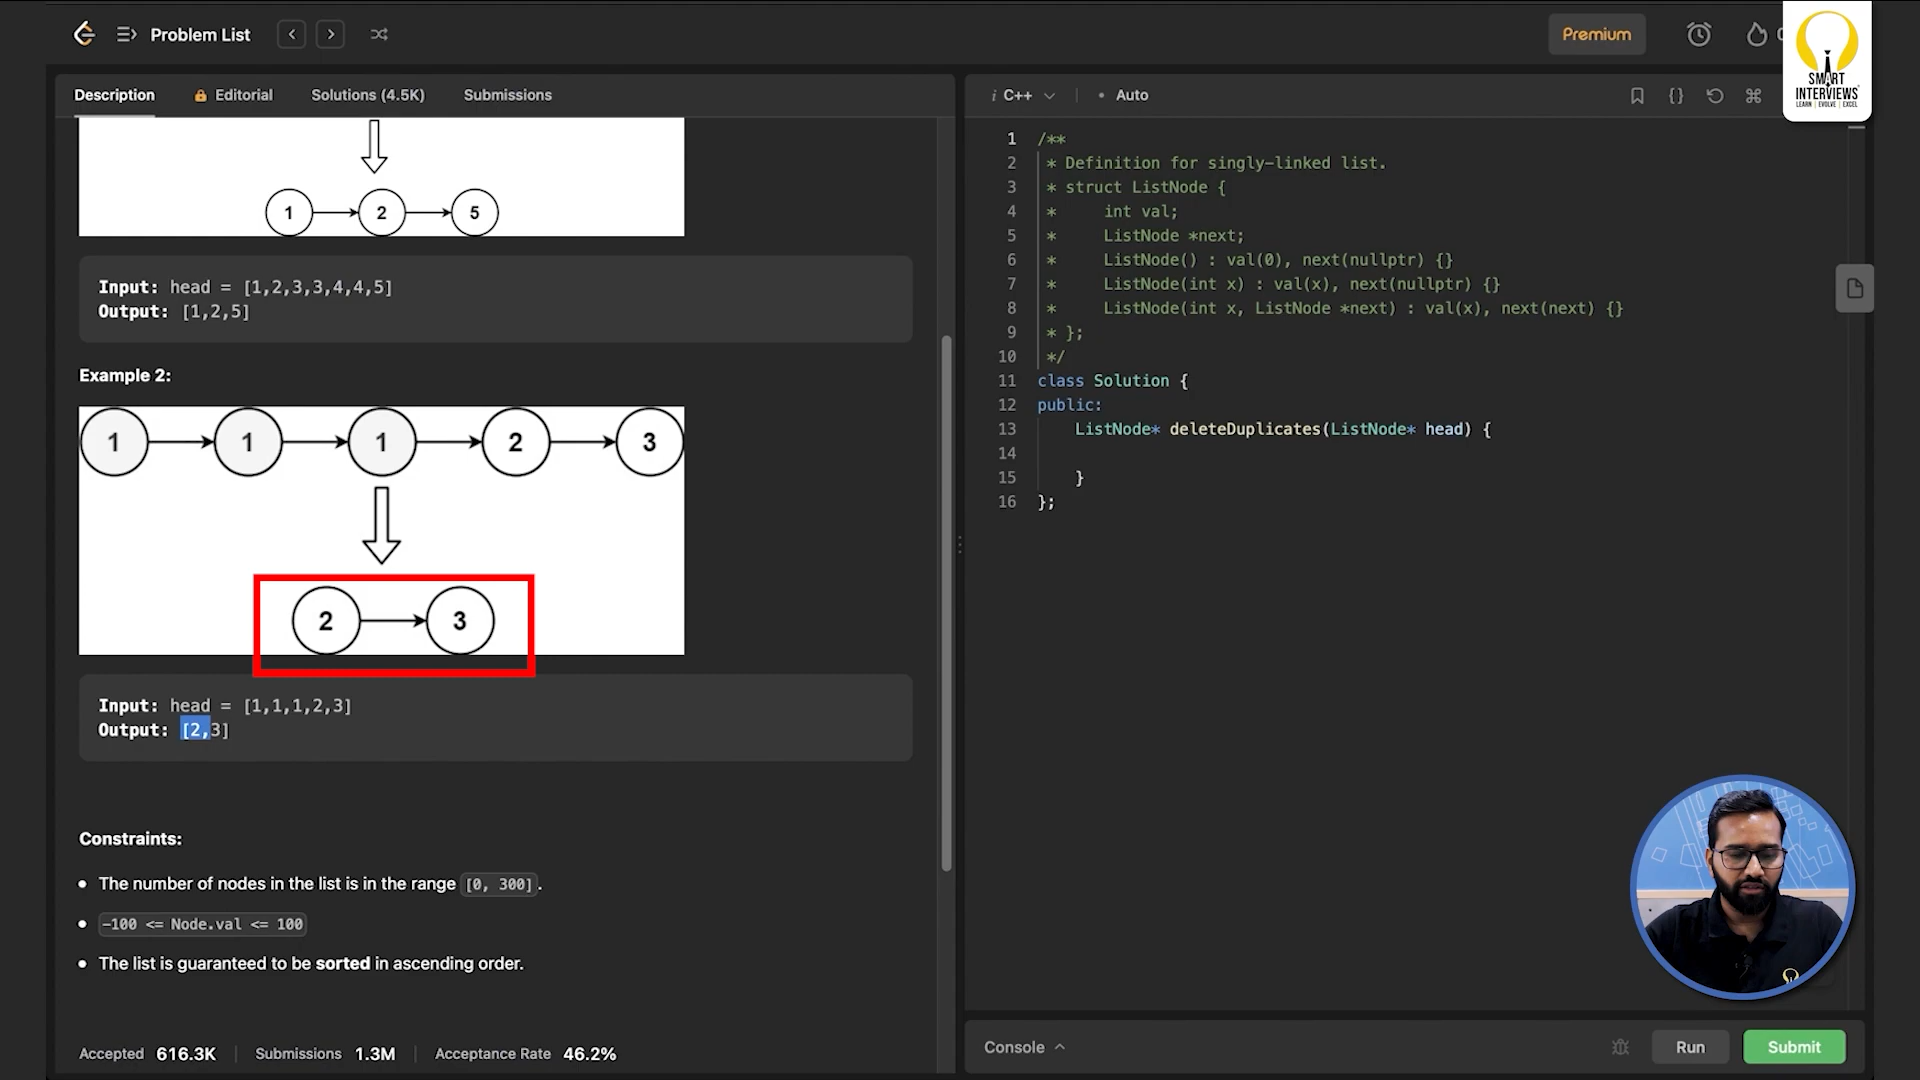 Problem List
Premium
SMART
INTERVIEWS
LEARN | EVOLVE | EXCEL
Description
Editorial
Solutions (4.5K)
Submissions
1 2 5
Input: head = [1,2,3,3,4,4,5]
Output: [1,2,5]
Example 2:
1 1 1 2 3
2 3
Input: head = [1,1,1,2,3]
Output: [2,3]
Constraints:
• The number of nodes in the list is in the range [0, 300].
• -100 <= Node.val <= 100
• The list is guaranteed to be sorted in ascending order.
Accepted 616.3K | Submissions 1.3M | Acceptance Rate 46.2%
i C++ | • Auto
1 /**
2 * Definition for singly-linked list.
3 * struct ListNode {
4 *     int val;
5 *     ListNode *next;
6 *     ListNode() : val(0), next(nullptr) {}
7 *     ListNode(int x) : val(x), next(nullptr) {}
8 *     ListNode(int x, ListNode *next) : val(x), next(next) {}
9 * };
10 */
11 class Solution {
12 public:
13     ListNode* deleteDuplicates(ListNode* head) {
14
15     }
16 };
Console
Run
Submit